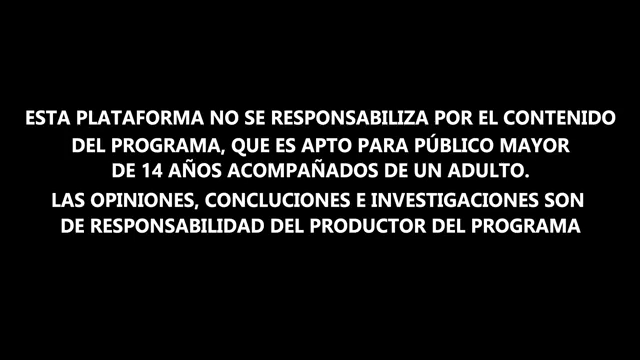 ESTA PLATAFORMA NO SE RESPONSABILIZA POR EL CONTENIDO
DEL PROGRAMA, QUE ES APTO PARA PÚBLICO MAYOR
DE 14 AÑOS ACOMPAÑADOS DE UN ADULTO.
LAS OPINIONES, CONCLUCIONES E INVESTIGACIONES SON
DE RESPONSABILIDAD DEL PRODUCTOR DEL PROGRAMA